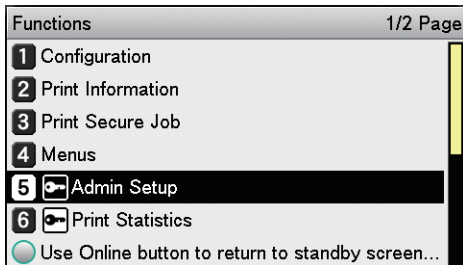 Functions 1/2 Page
1 Configuration
2 Print Information
3 Print Secure Job
4 Menus
5 Admin Setup
6 Print Statistics
Use Online button to return to standby screen...